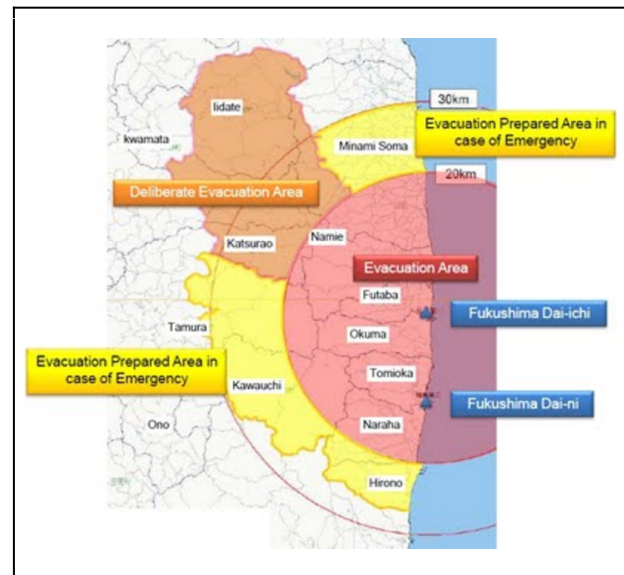 Iidate
30km
kwamata
Evacuation Prepared Area in
case of Emergency
Minami Soma
20km
Deliberate Evacuation Area
Namie
Katsurao
Evacuation Area
Futaba
Fukushima Dai-ichi
Tamura
Okuma
Evacuation Prepared Area in
case of Emergency
Tomioka
Kawauchi
Fukushima Dai-ni
Ono
Naraha
Hirono